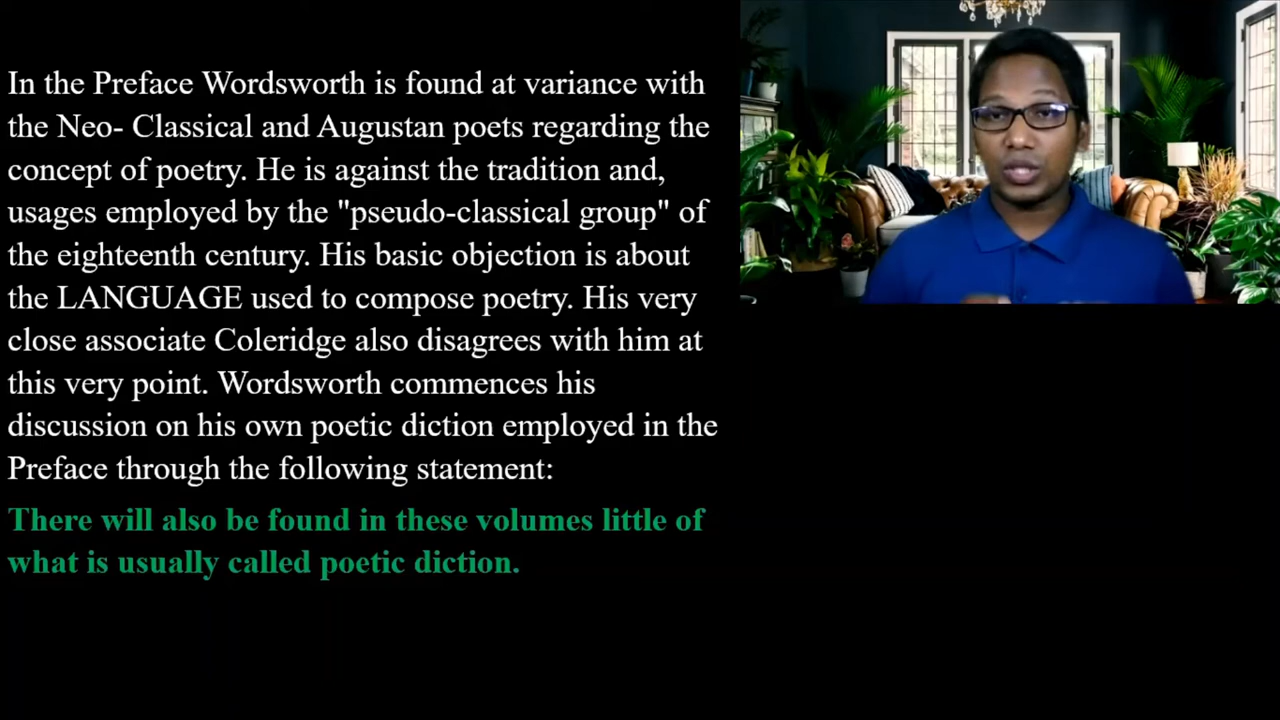 In the Preface Wordsworth is found at variance with
the Neo- Classical and Augustan poets regarding the
concept of poetry. He is against the tradition and,
usages employed by the "pseudo-classical group" of
the eighteenth century. His basic objection is about
the LANGUAGE used to compose poetry. His very
close associate Coleridge also disagrees with him at
this very point. Wordsworth commences his
discussion on his own poetic diction employed in the
Preface through the following statement:
There will also be found in these volumes little of
what is usually called poetic diction.